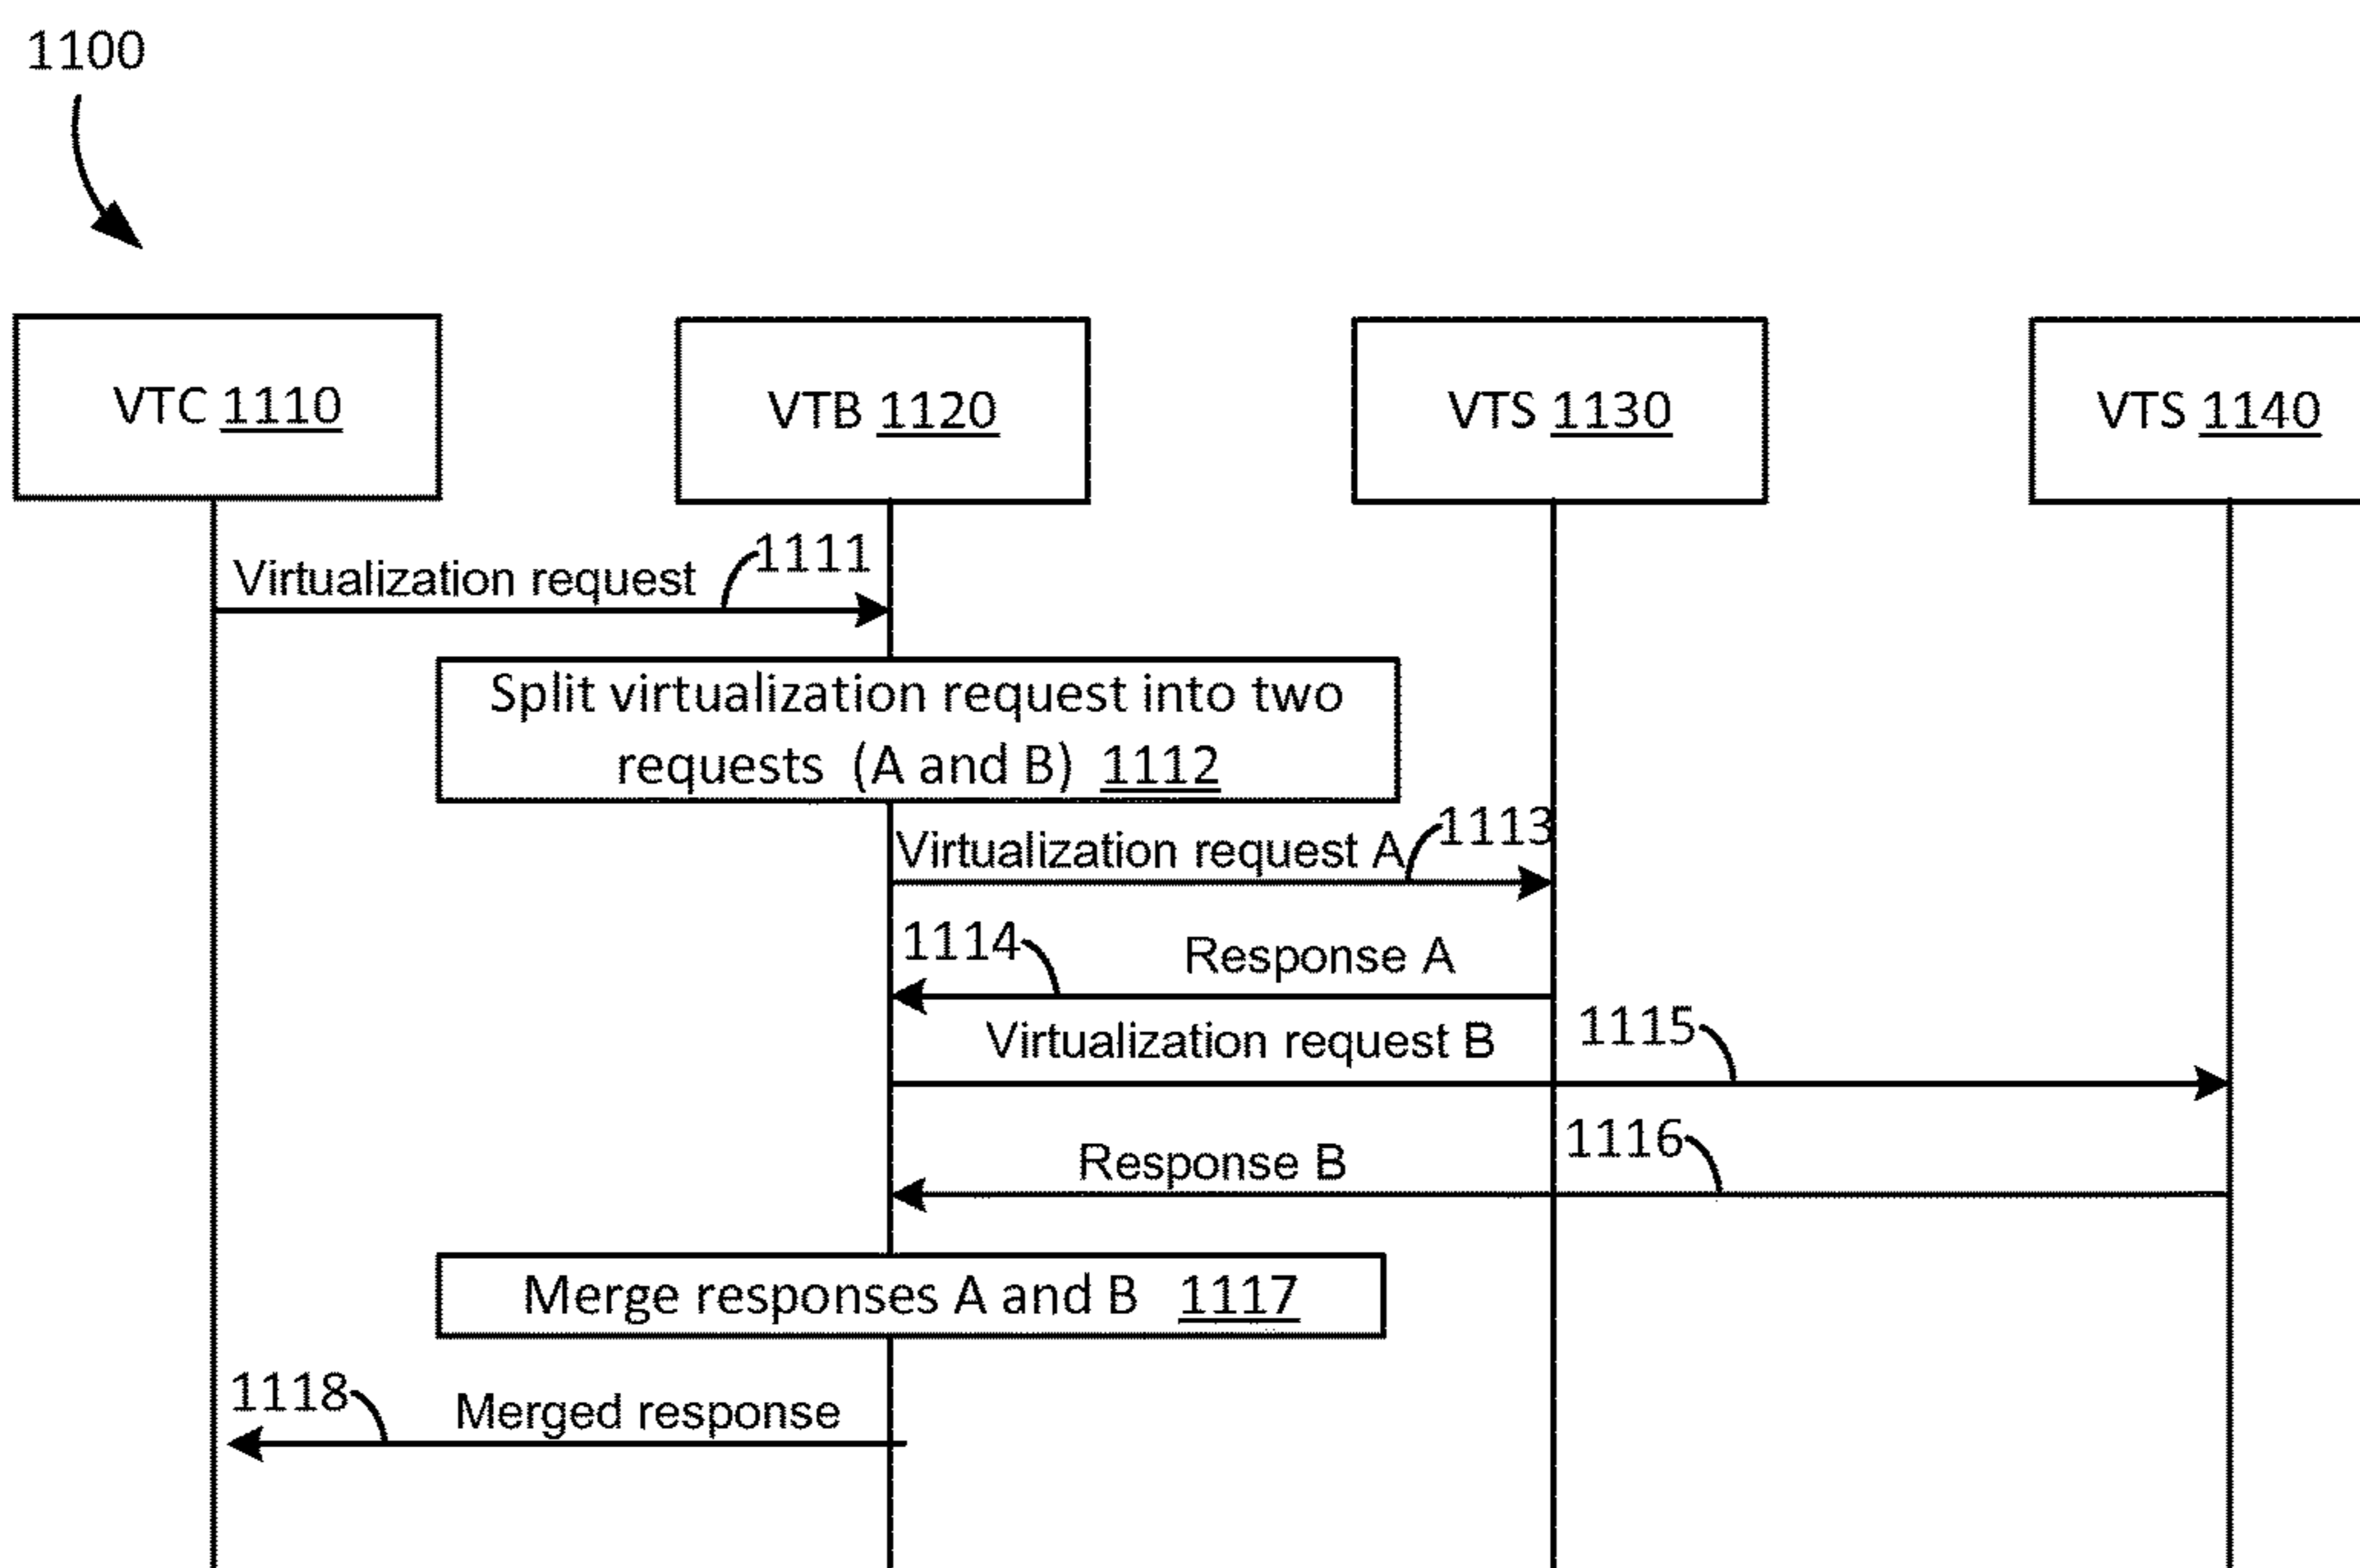 1100
VTC 1110
VTB 1120
VTS 1130
VTS 1140
Virtualization request
1111
Split virtualization request into two
requests (A and B) 1112
Virtualization request A
1113
1114
Response A
Virtualization request B
1115
Response B
1116
Merge responses A and B 1117
1118
Merged response